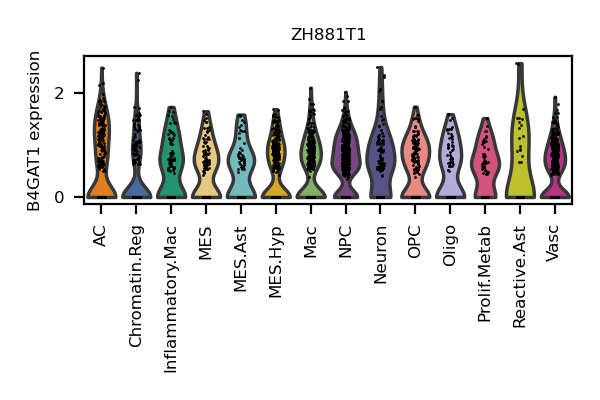 ZH881T1
B4GAT1 expression
2
0
AC
Chromatin.Reg
Inflammatory.Mac
MES
MES.Ast
MES.Hyp
Mac
NPC
Neuron
OPC
Oligo
Prolif.Metab
Reactive.Ast
Vasc